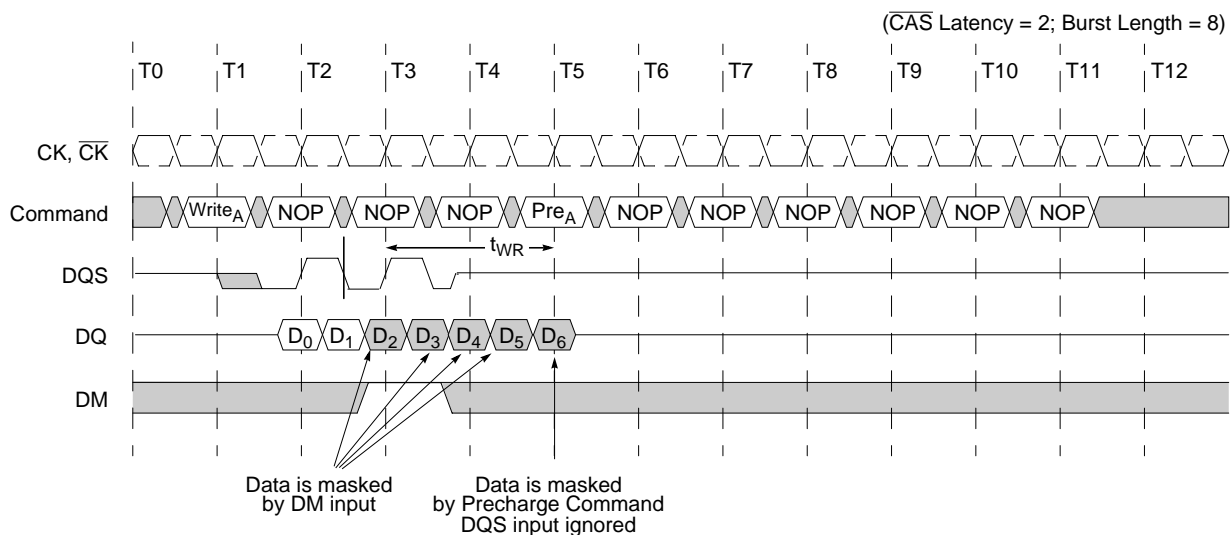 (CAS Latency = 2; Burst Length = 8)
T0 T1 T2 T3 T4 T5 T6 T7 T8 T9 T10 T11 T12
CK, CK
Command WriteA NOP NOP NOP PreA NOP NOP NOP NOP NOP NOP
tWR
DQS
DQ D0 D1 D2 D3 D4 D5 D6
DM
Data is masked
by DM input
Data is masked
by Precharge Command
DQS input ignored